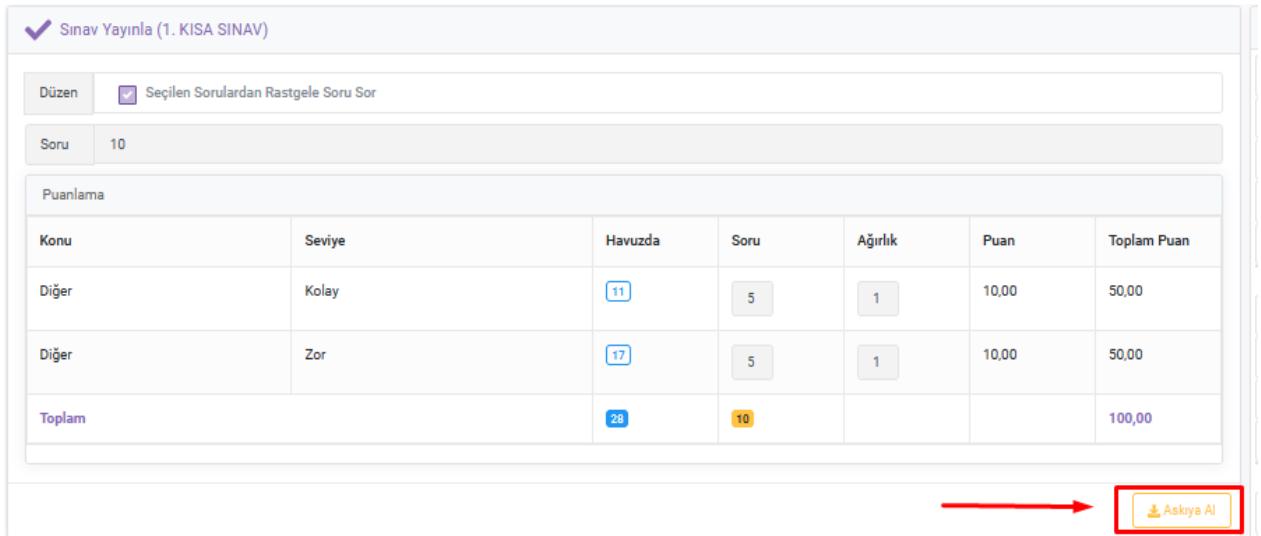 Sınav Yayınla (1. KISA SINAV)
Düzen Seçilen Sorulardan Rastgele Soru Sor
Soru 10
Puanlama
Konu Seviye Havuzda Soru Ağırlık Puan Toplam Puan
Diğer Kolay 11 5 1 10,00 50,00
Diğer Zor 17 5 1 10,00 50,00
Toplam 28 10 100,00
Askıya Al